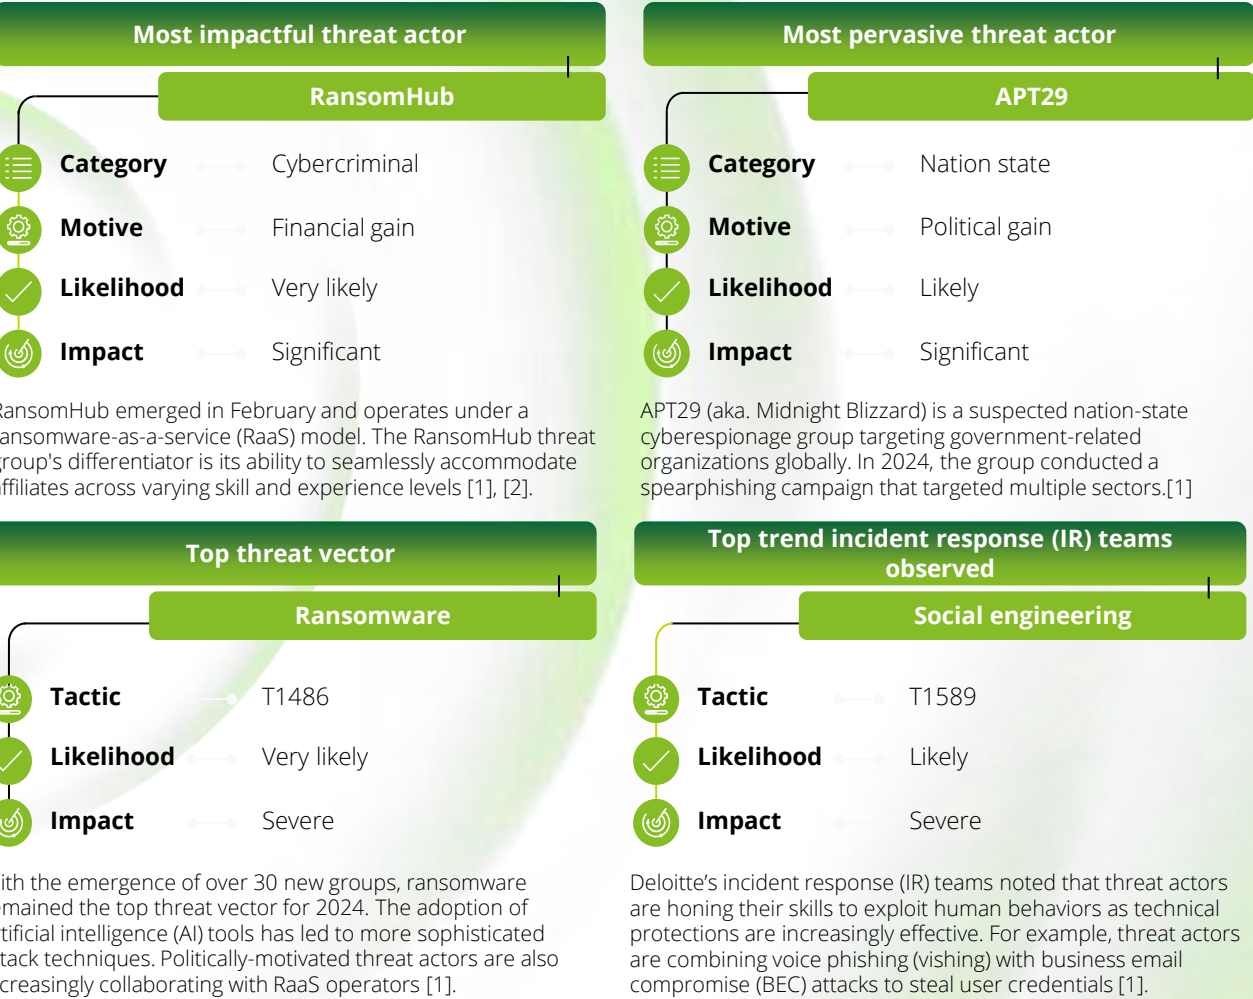 Most impactful threat actor
RansomHub
Category Cybercriminal
Motive Financial gain
Likelihood Very likely
Impact Significant
RansomHub emerged in February and operates under a
ansomware-as-a-service (RaaS) model. The RansomHub threat
group's differentiator is its ability to seamlessly accommodate
affiliates across varying skill and experience levels [1], [2].
Most pervasive threat actor
APT29
Category Nation state
Motive Political gain
Likelihood Likely
Impact Significant
APT29 (aka. Midnight Blizzard) is a suspected nation-state
cyberespionage group targeting government-related
organizations globally. In 2024, the group conducted a
spearphishing campaign that targeted multiple sectors.[1]
Top threat vector
Ransomware
Tactic T1486
Likelihood Very likely
Impact Severe
ith the emergence of over 30 new groups, ransomware
emained the top threat vector for 2024. The adoption of
rtificial intelligence (AI) tools has led to more sophisticated
tack techniques. Politically-motivated threat actors are also
creasingly collaborating with RaaS operators [1].
Top trend incident response (IR) teams
observed
Social engineering
Tactic T1589
Likelihood Likely
Impact Severe
Deloitte’s incident response (IR) teams noted that threat actors
are honing their skills to exploit human behaviors as technical
protections are increasingly effective. For example, threat actors
are combining voice phishing (vishing) with business email
compromise (BEC) attacks to steal user credentials [1].